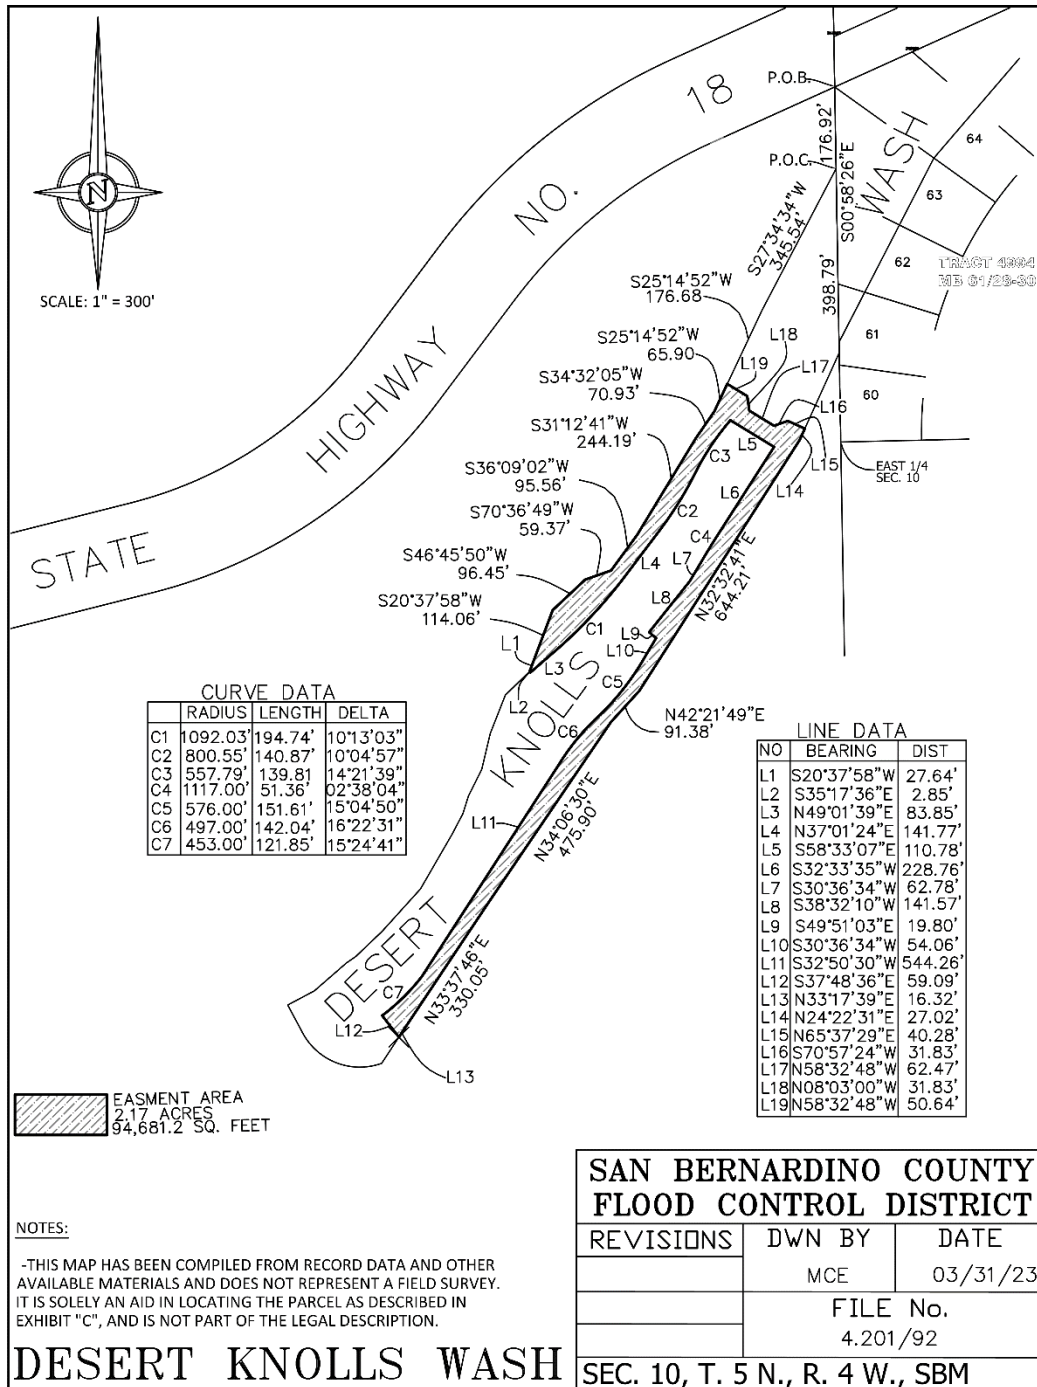 N
SCALE: 1" = 300'
STATE HIGHWAY NO. 18
P.O.B.
176.92'
P.O.C.
S00°58'26"E
398.79'
WASH
64
63
62
61
60
TRACT 4994
MB 61/28-30
S27°34'34"W
345.54'
S25°14'52"W
176.68
S25°14'52"W
65.90
S34°32'05"W
70.93'
S31°12'41"W
244.19'
S36°09'02"W
95.56'
S70°36'49"W
59.37'
S46°45'50"W
96.45'
S20°37'58"W
114.06'
L18
L19
L17
L16
L15
L14
L5
C3
L6
C2
C4
L4
L7
L8
L9
L10
C1
L1
L3
L2
C5
C6
L11
C7
L12
L13
EAST 1/4
SEC. 10
N32°32'41"E
644.21'
N42°21'49"E
91.38'
N34°06'30"E
475.90'
N33°37'46"E
330.05'
DESERT KNOLLS
CURVE DATA
RADIUS LENGTH DELTA
C1 1092.03' 194.74' 10°13'03"
C2 800.55' 140.87' 10°04'57"
C3 557.79' 139.81 14°21'39"
C4 1117.00' 51.36' 02°38'04"
C5 576.00' 151.61' 15°04'50"
C6 497.00' 142.04' 16°22'31"
C7 453.00' 121.85' 15°24'41"
LINE DATA
NO BEARING DIST
L1 S20°37'58"W 27.64'
L2 S35°17'36"E 2.85'
L3 N49°01'39"E 83.85'
L4 N37°01'24"E 141.77'
L5 S58°33'07"E 110.78'
L6 S32°33'35"W 228.76'
L7 S30°36'34"W 62.78'
L8 S38°32'10"W 141.57'
L9 S49°51'03"E 19.80'
L10 S30°36'34"W 54.06'
L11 S32°50'30"W 544.26'
L12 S37°48'36"E 59.09'
L13 N33°17'39"E 16.32'
L14 N24°22'31"E 27.02'
L15 N65°37'29"E 40.28'
L16 S70°57'24"W 31.83'
L17 N58°32'48"W 62.47'
L18 N08°03'00"W 31.83'
L19 N58°32'48"W 50.64'
EASMENT AREA
2.17 ACRES
94,681.2 SQ. FEET
NOTES:
-THIS MAP HAS BEEN COMPILED FROM RECORD DATA AND OTHER
AVAILABLE MATERIALS AND DOES NOT REPRESENT A FIELD SURVEY.
IT IS SOLELY AN AID IN LOCATING THE PARCEL AS DESCRIBED IN
EXHIBIT "C", AND IS NOT PART OF THE LEGAL DESCRIPTION.
DESERT KNOLLS WASH
SAN BERNARDINO COUNTY
FLOOD CONTROL DISTRICT
REVISIONS DWN BY DATE
MCE 03/31/23
FILE No.
4.201/92
SEC. 10, T. 5 N., R. 4 W., SBM